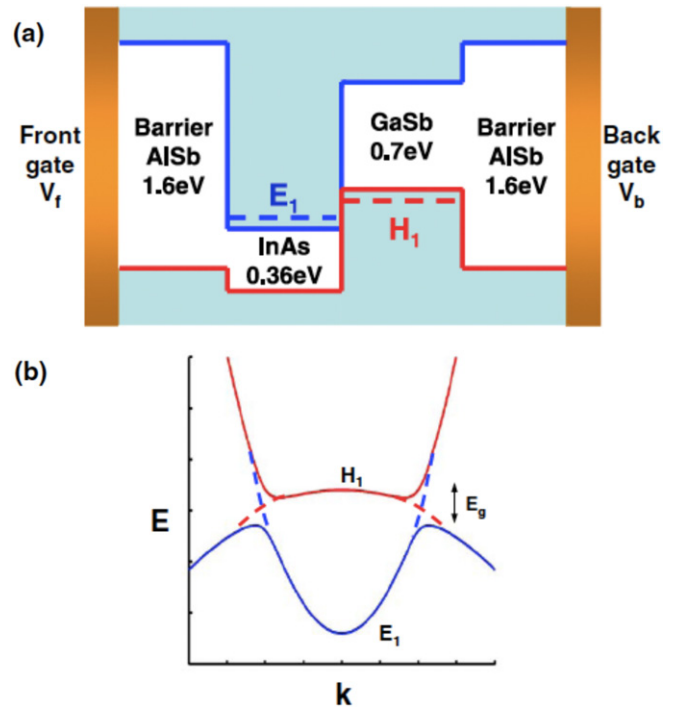 (a)
Front
gate
V_f
Barrier
AlSb
1.6eV
E_1
InAs
0.36eV
GaSb
0.7eV
H_1
Barrier
AlSb
1.6eV
Back
gate
V_b
(b)
E
H_1
E_g
E_1
k